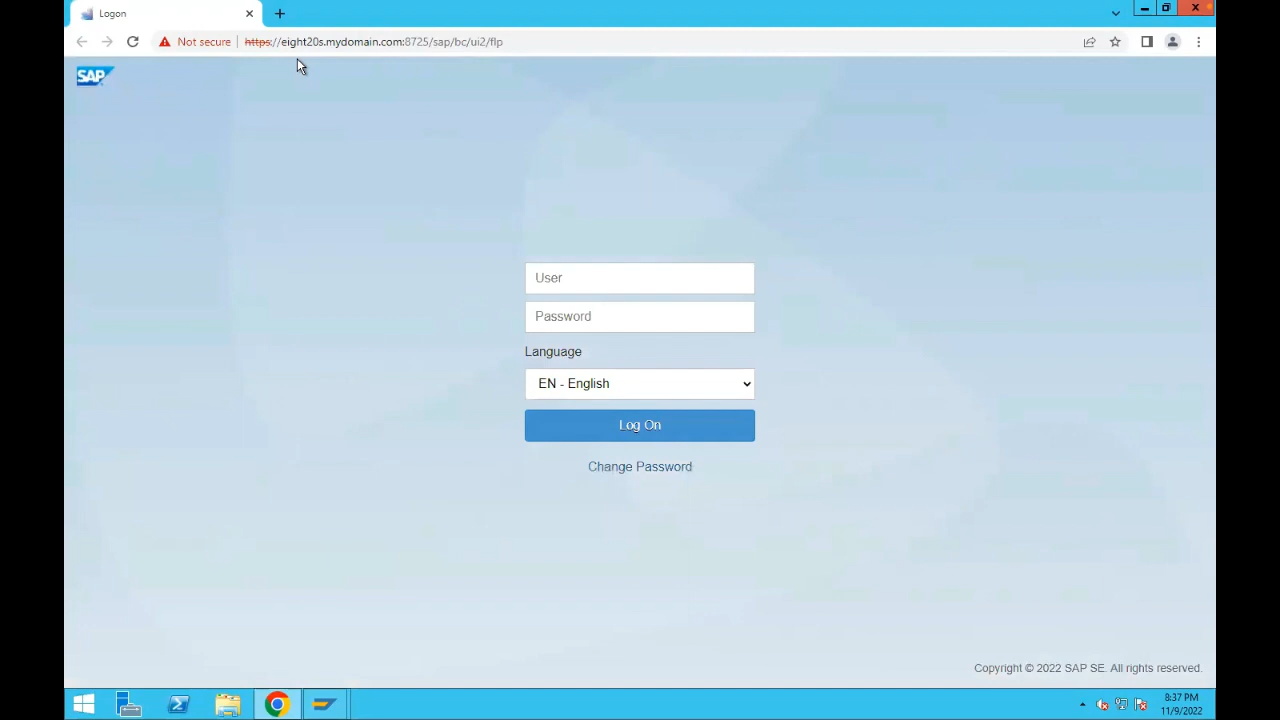 Logon
Not secure
https://eight20s.mydomain.com:8725/sap/bc/ui2/flp
SAP
User
Password
Language
EN - English
Log On
Change Password
Copyright © 2022 SAP SE. All rights reserved.
8:37 PM
11/9/2022